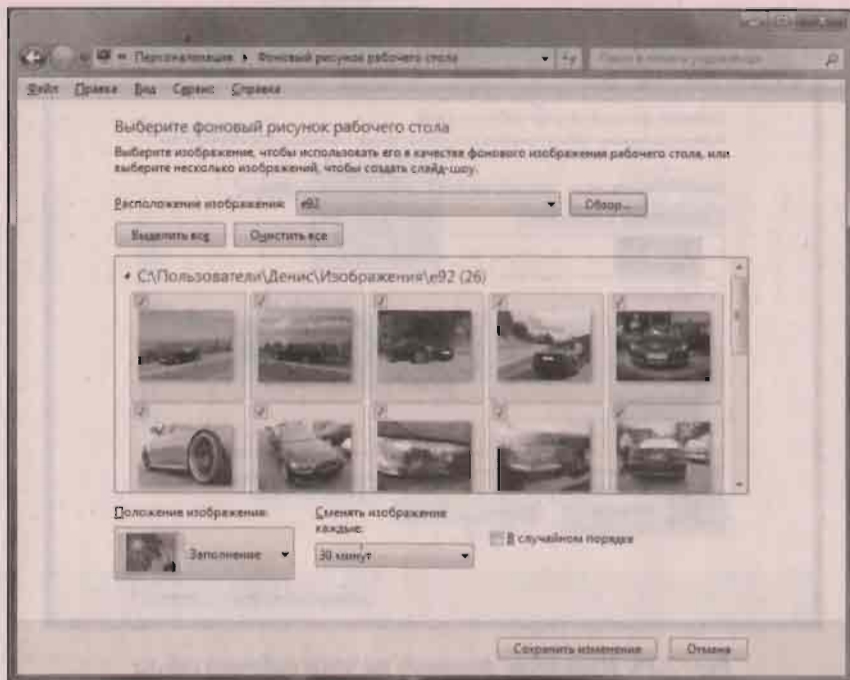 « Персонализация ▸ Фоновый рисунок рабочего стола
Файл Правка Вид Сервис Справка
Выберите фоновый рисунок рабочего стола
Выберите изображение, чтобы использовать его в качестве фонового изображения рабочего стола, или
выберите несколько изображений, чтобы создать слайд-шоу.
Расположение изображения: e92 Обзор...
Выделить все Очистить все
C:\Пользователи\Денис\Изображения\e92 (26)
Положение изображения: Сменять изображение
каждые:
Заполнение 30 минут В случайном порядке
Сохранить изменения Отмена